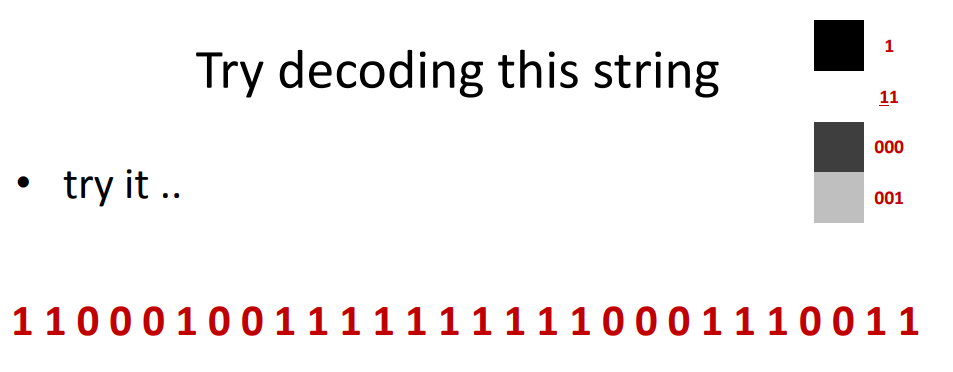 1
Try decoding this string
11
000
• try it ..
001
1 1 0 0 0 1 0 0 1 1 1 1 1 1 1 1 1 1 0 0 0 1 1 1 0 0 1 1